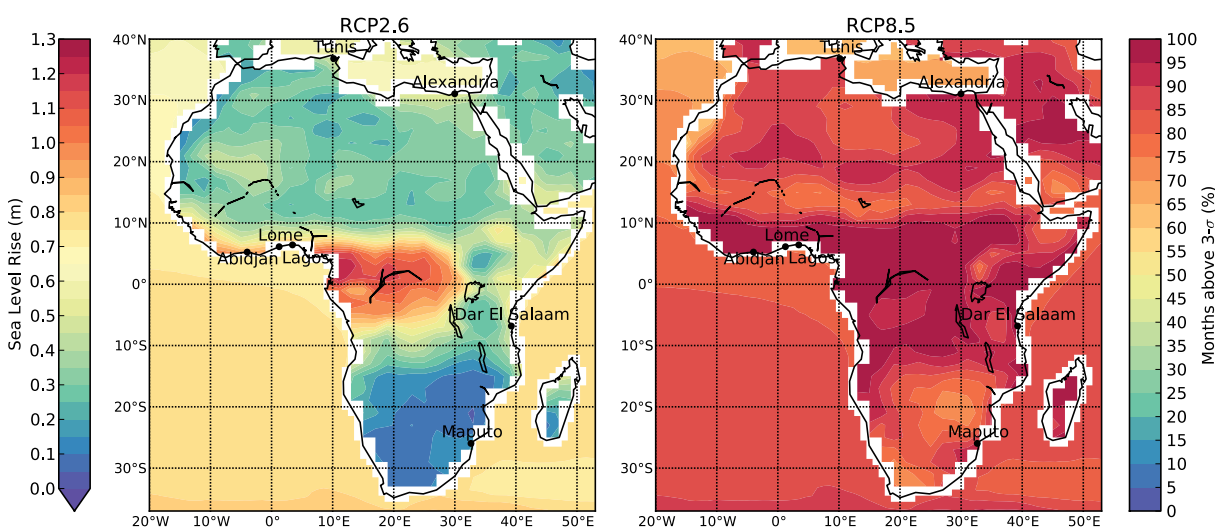 RCP2.6
RCP8.5
Sea Level Rise (m)
1.3
1.2
1.1
1.0
0.9
0.8
0.7
0.6
0.5
0.4
0.3
0.2
0.1
0.0
40°N
30°N
20°N
10°N
0°
10°S
20°S
30°S
20°W
10°W
0°
10°E
20°E
30°E
40°E
50°E
Tunis
Alexandria
Lome
Abidjan
Lagos
Dar El Salaam
Maputo
40°N
30°N
20°N
10°N
0°
10°S
20°S
30°S
20°W
10°W
0°
10°E
20°E
30°E
40°E
50°E
Tunis
Alexandria
Lome
Abidjan
Lagos
Dar El Salaam
Maputo
100
95
90
85
80
75
70
65
60
55
50
45
40
35
30
25
20
15
10
5
0
Months above 3-σ (%)